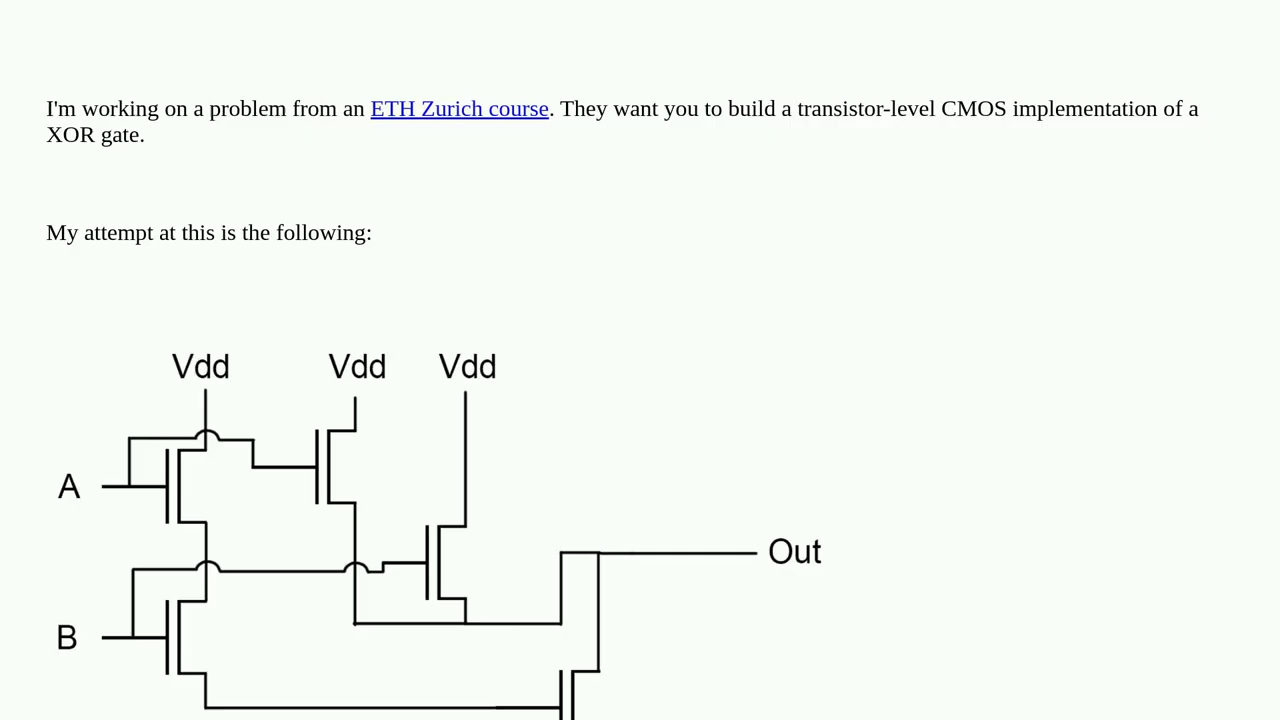 I'm working on a problem from an ETH Zurich course. They want you to build a transistor-level CMOS implementation of a
XOR gate.
My attempt at this is the following:
Vdd Vdd Vdd
A
Out
B